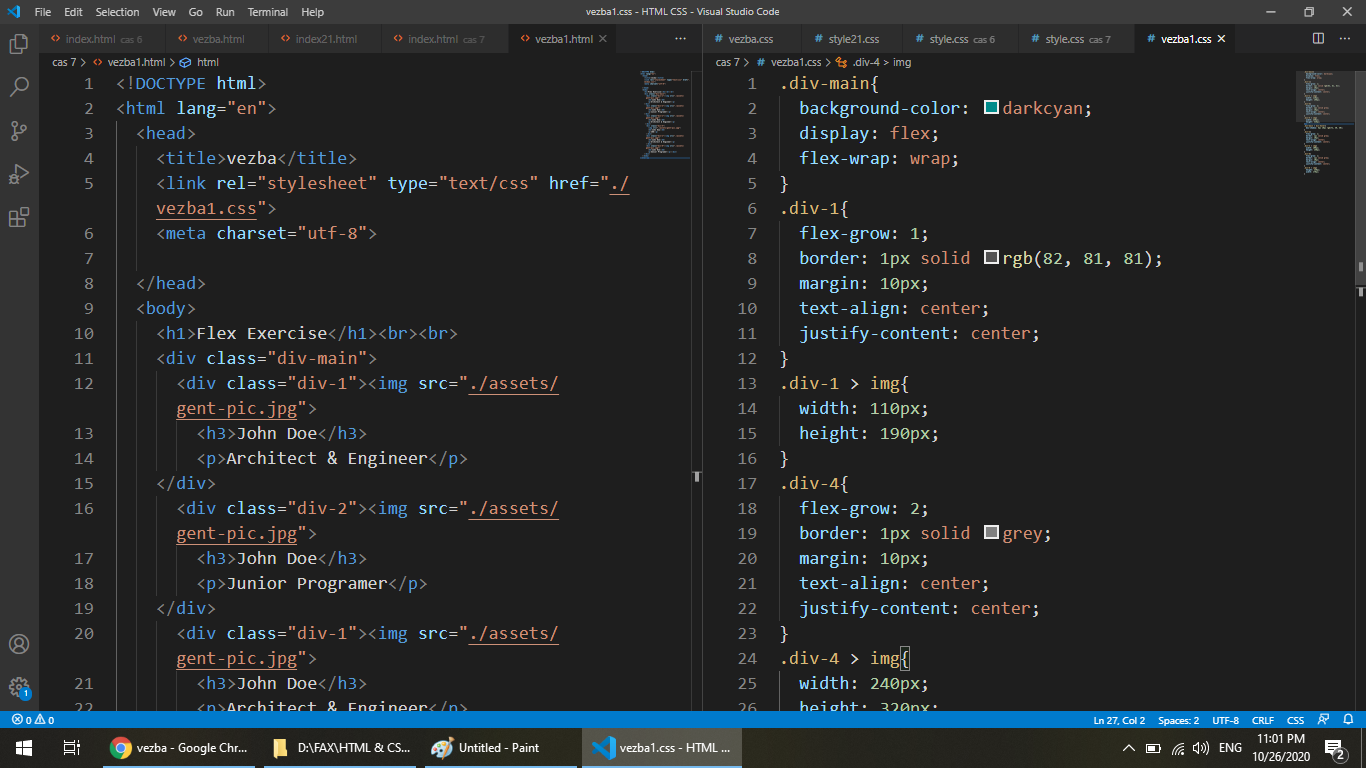 File Edit Selection View Go Run Terminal Help
vezba1.css - HTML CSS - Visual Studio Code
index.html cas 6
vezba.html
index21.html
index.html cas 7
vezba1.html
cas 7 > vezba1.html > html
1 <!DOCTYPE html>
2 <html lang="en">
3 <head>
4 <title>vezba</title>
5 <link rel="stylesheet" type="text/css" href="./
vezba1.css">
6 <meta charset="utf-8">
7
8 </head>
9 <body>
10 <h1>Flex Exercise</h1><br><br>
11 <div class="div-main">
12 <div class="div-1"><img src="./assets/
gent-pic.jpg">
13 <h3>John Doe</h3>
14 <p>Architect & Engineer</p>
15 </div>
16 <div class="div-2"><img src="./assets/
gent-pic.jpg">
17 <h3>John Doe</h3>
18 <p>Junior Programer</p>
19 </div>
20 <div class="div-1"><img src="./assets/
gent-pic.jpg">
21 <h3>John Doe</h3>
22 <p>Architect & Engineer</p>
vezba.css
style21.css
style.css cas 6
style.css cas 7
vezba1.css
cas 7 > vezba1.css > .div-4 > img
1 .div-main{
2 background-color: darkcyan;
3 display: flex;
4 flex-wrap: wrap;
5 }
6 .div-1{
7 flex-grow: 1;
8 border: 1px solid rgb(82, 81, 81);
9 margin: 10px;
10 text-align: center;
11 justify-content: center;
12 }
13 .div-1 > img{
14 width: 110px;
15 height: 190px;
16 }
17 .div-4{
18 flex-grow: 2;
19 border: 1px solid grey;
20 margin: 10px;
21 text-align: center;
22 justify-content: center;
23 }
24 .div-4 > img{
25 width: 240px;
26 height: 320px;
1
0 0
Ln 27, Col 2 Spaces: 2 UTF-8 CRLF CSS
vezba - Google Chr...
D:\FAX\HTML & CS...
Untitled - Paint
vezba1.css - HTML ...
ENG
11:01 PM
10/26/2020
2